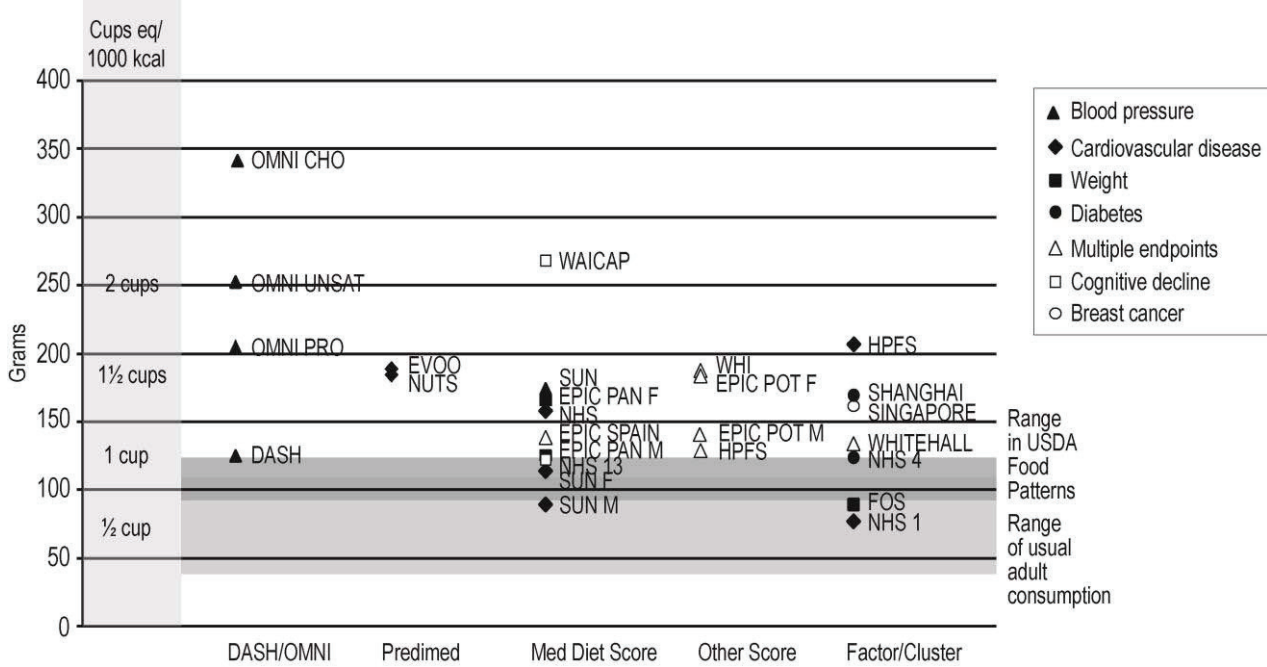 Cups eq/
1000 kcal
400
350
300
250
200
150
100
50
0
Grams
2 cups
1½ cups
1 cup
½ cup
OMNI CHO
OMNI UNSAT
OMNI PRO
DASH
EVOO
NUTS
WAICAP
SUN
EPIC PAN F
NHS
EPIC SPAIN
EPIC PAN M
NHS 13
SUN F
SUN M
WHI
EPIC POT F
EPIC POT M
HPFS
HPFS
SHANGHAI
SINGAPORE
WHITEHALL
NHS 4
FOS
NHS 1
Blood pressure
Cardiovascular disease
Weight
Diabetes
Multiple endpoints
Cognitive decline
Breast cancer
Range
in USDA
Food
Patterns
Range
of usual
adult
consumption
DASH/OMNI
Predimed
Med Diet Score
Other Score
Factor/Cluster